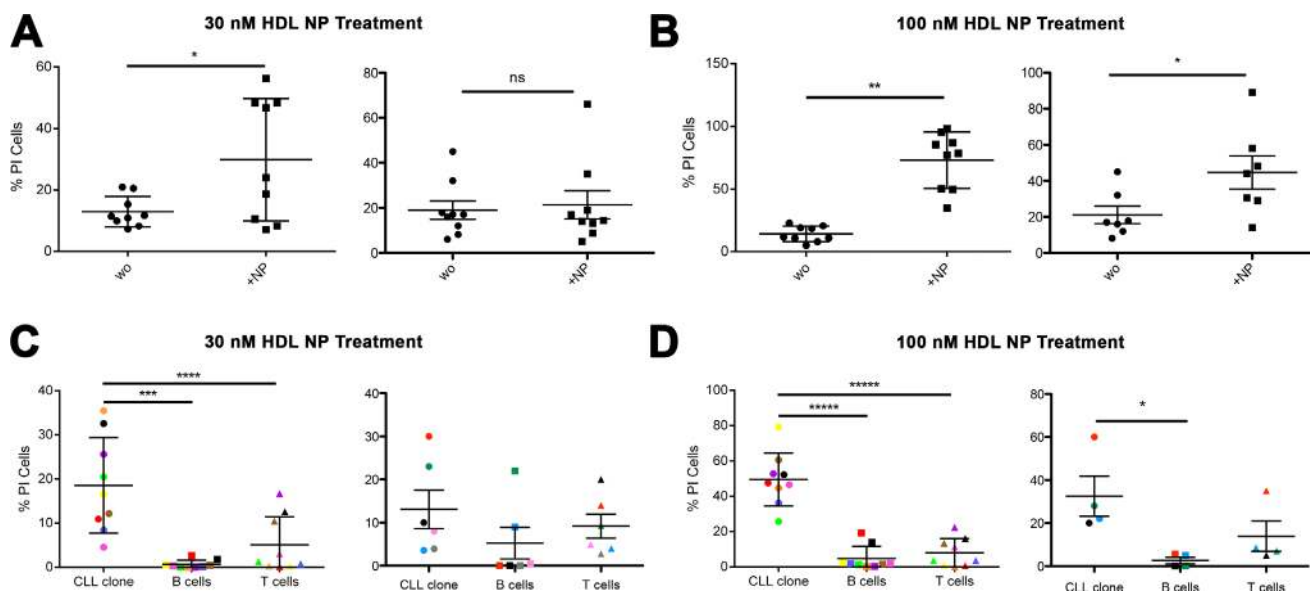 A
30 nM HDL NP Treatment
B
100 nM HDL NP Treatment
*
ns
**
*
% PI Cells
60
40
20
0
wo
+NP
80
60
40
20
0
wo
+NP
% PI Cells
150
100
50
0
wo
+NP
100
80
60
40
20
0
wo
+NP
C
30 nM HDL NP Treatment
D
100 nM HDL NP Treatment
% PI Cells
40
30
20
10
0
****
***
CLL clone B cells T cells
40
30
20
10
0
CLL clone B cells T cells
% PI Cells
100
80
60
40
20
0
*****
*****
CLL clone B cells T cells
80
60
40
20
0
*
CLL clone B cells T cells